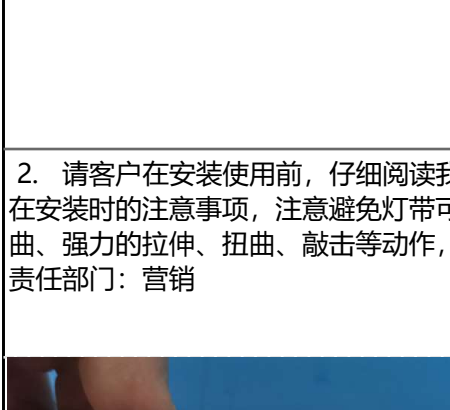 2. 请客户在安装使用前，仔细阅读我
在安装时的注意事项，注意避免灯带可
曲、强力的拉伸、扭曲、敲击等动作，
责任部门：营销